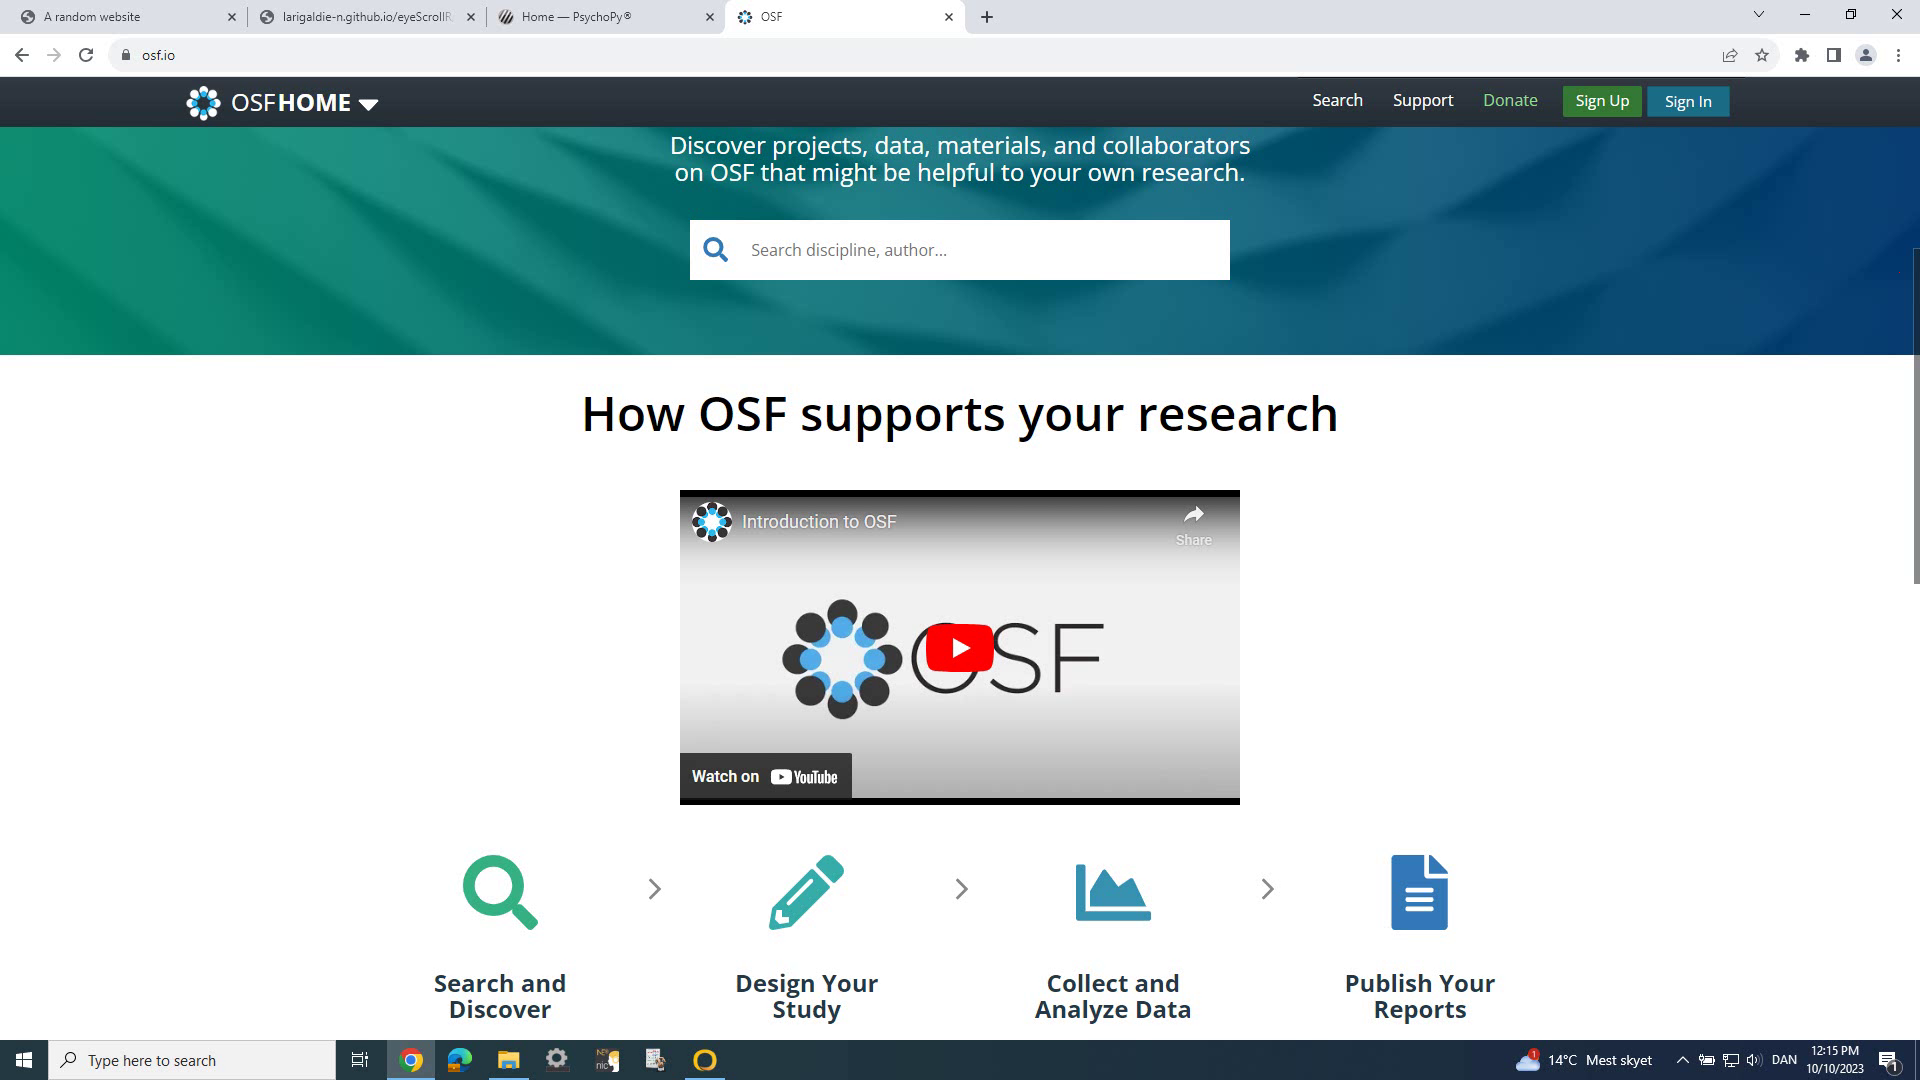 A random website
larigaldie-n.github.io/eyeScrollR
Home — PsychoPy®
OSF
osf.io
OSFHOME
Search
Support
Donate
Sign Up
Sign In
Discover projects, data, materials, and collaborators
on OSF that might be helpful to your own research.
Search discipline, author...
How OSF supports your research
Introduction to OSF
Share
OSF
Watch on YouTube
Search and
Discover
Design Your
Study
Collect and
Analyze Data
Publish Your
Reports
Type here to search
1
14°C Mest skyet
DAN
12:15 PM
10/10/2023
1